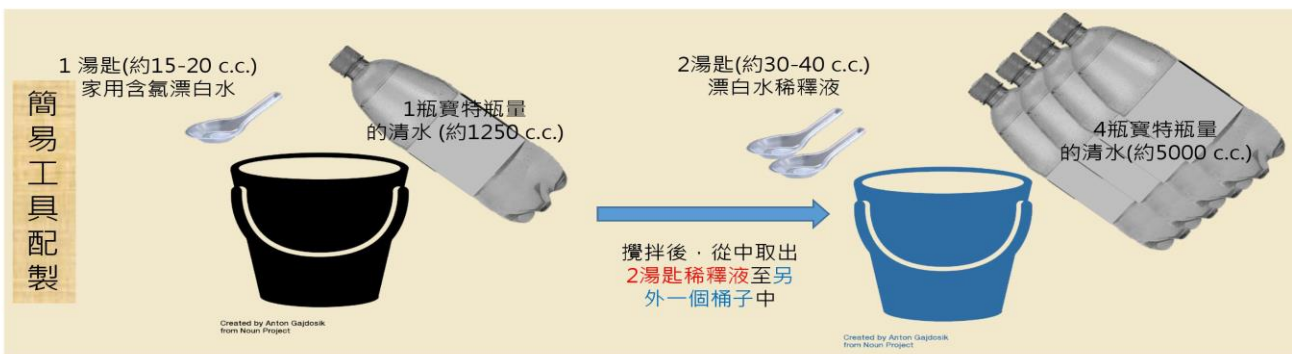 簡易工具配製
1 湯匙(約15-20 c.c.)
家用含氯漂白水
1瓶寶特瓶量
的清水 (約1250 c.c.)
Created by Anton Gajdosik
from Noun Project
攪拌後，從中取出
2湯匙稀釋液至另
外一個桶子中
2湯匙(約30-40 c.c.)
漂白水稀釋液
4瓶寶特瓶量
的清水(約5000 c.c.)
Created by Anton Gajdosik
from Noun Project